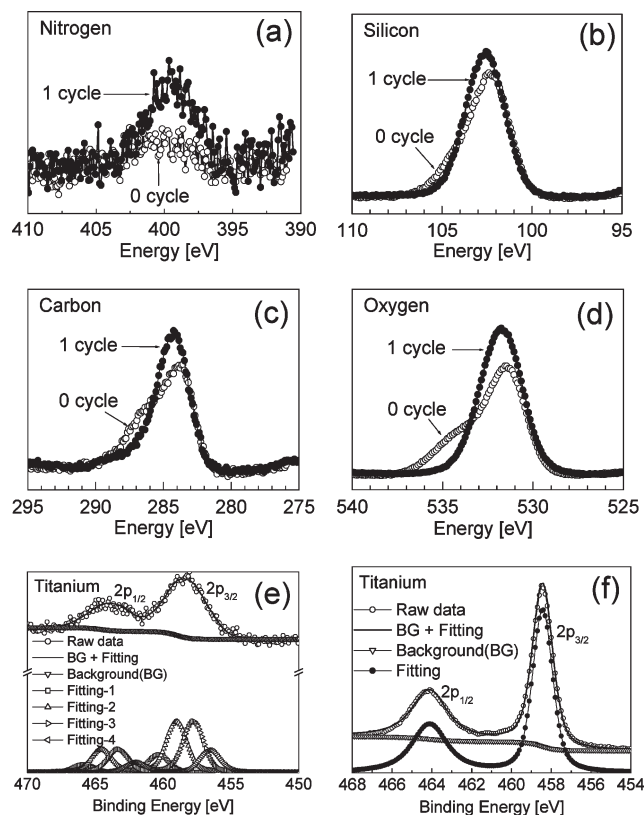 Nitrogen (a)
1 cycle
0 cycle
410 405 400 395 390
Energy [eV]
Silicon (b)
1 cycle
0 cycle
110 105 100 95
Energy [eV]
Carbon (c)
1 cycle
0 cycle
295 290 285 280 275
Energy [eV]
Oxygen (d)
1 cycle
0 cycle
540 535 530 525
Energy [eV]
Titanium (e)
2p1/2
2p3/2
Raw data
BG + Fitting
Background(BG)
Fitting-1
Fitting-2
Fitting-3
Fitting-4
470 465 460 455 450
Binding Energy [eV]
Titanium (f)
Raw data
BG + Fitting
Background(BG)
Fitting
2p3/2
2p1/2
468 466 464 462 460 458 456 454
Binding Energy [eV]